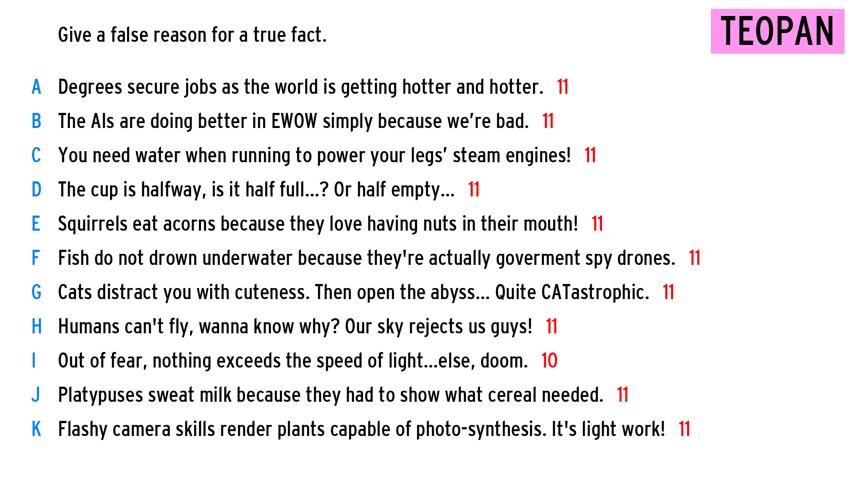 Give a false reason for a true fact.
TEOPAN
A Degrees secure jobs as the world is getting hotter and hotter. 11
B The AIs are doing better in EWOW simply because we're bad. 11
C You need water when running to power your legs' steam engines! 11
D The cup is halfway, is it half full...? Or half empty... 11
E Squirrels eat acorns because they love having nuts in their mouth! 11
F Fish do not drown underwater because they're actually goverment spy drones. 11
G Cats distract you with cuteness. Then open the abyss... Quite CATastrophic. 11
H Humans can't fly, wanna know why? Our sky rejects us guys! 11
I Out of fear, nothing exceeds the speed of light...else, doom. 10
J Platypuses sweat milk because they had to show what cereal needed. 11
K Flashy camera skills render plants capable of photo-synthesis. It's light work! 11